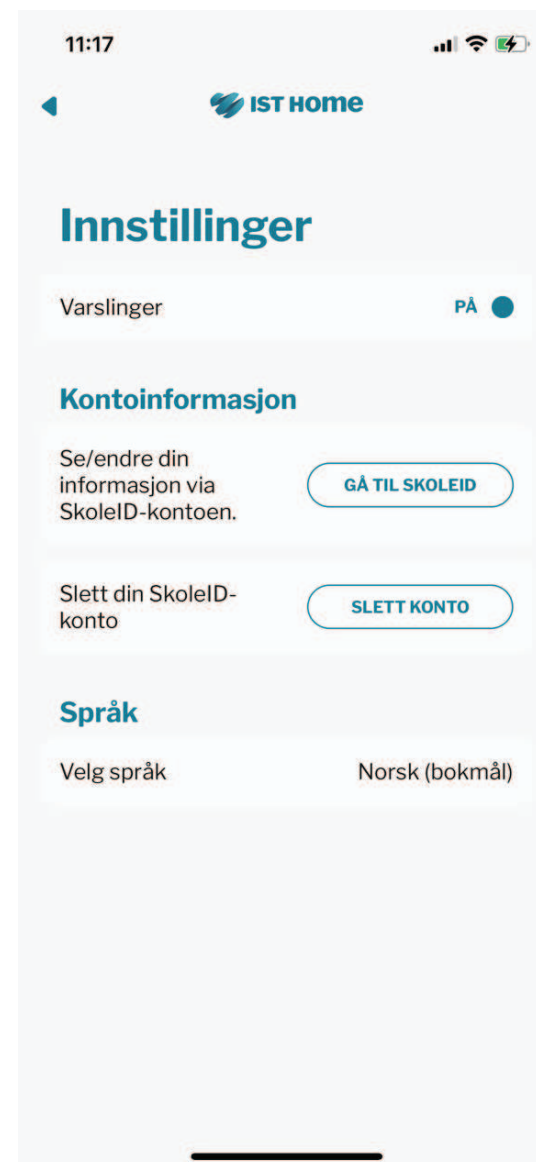 11:17
IST Home
Innstillinger
Varslinger PÅ
Kontoinformasjon
Se/endre din
informasjon via GÅ TIL SKOLEID
SkoleID-kontoen.
Slett din SkoleID- SLETT KONTO
konto
Språk
Velg språk Norsk (bokmål)